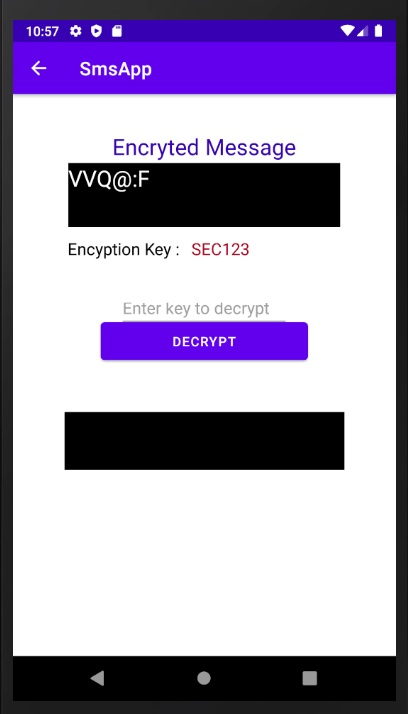 10:57
SmsApp
Encryted Message
VVQ@:F
Encyption Key : SEC123
Enter key to decrypt
DECRYPT